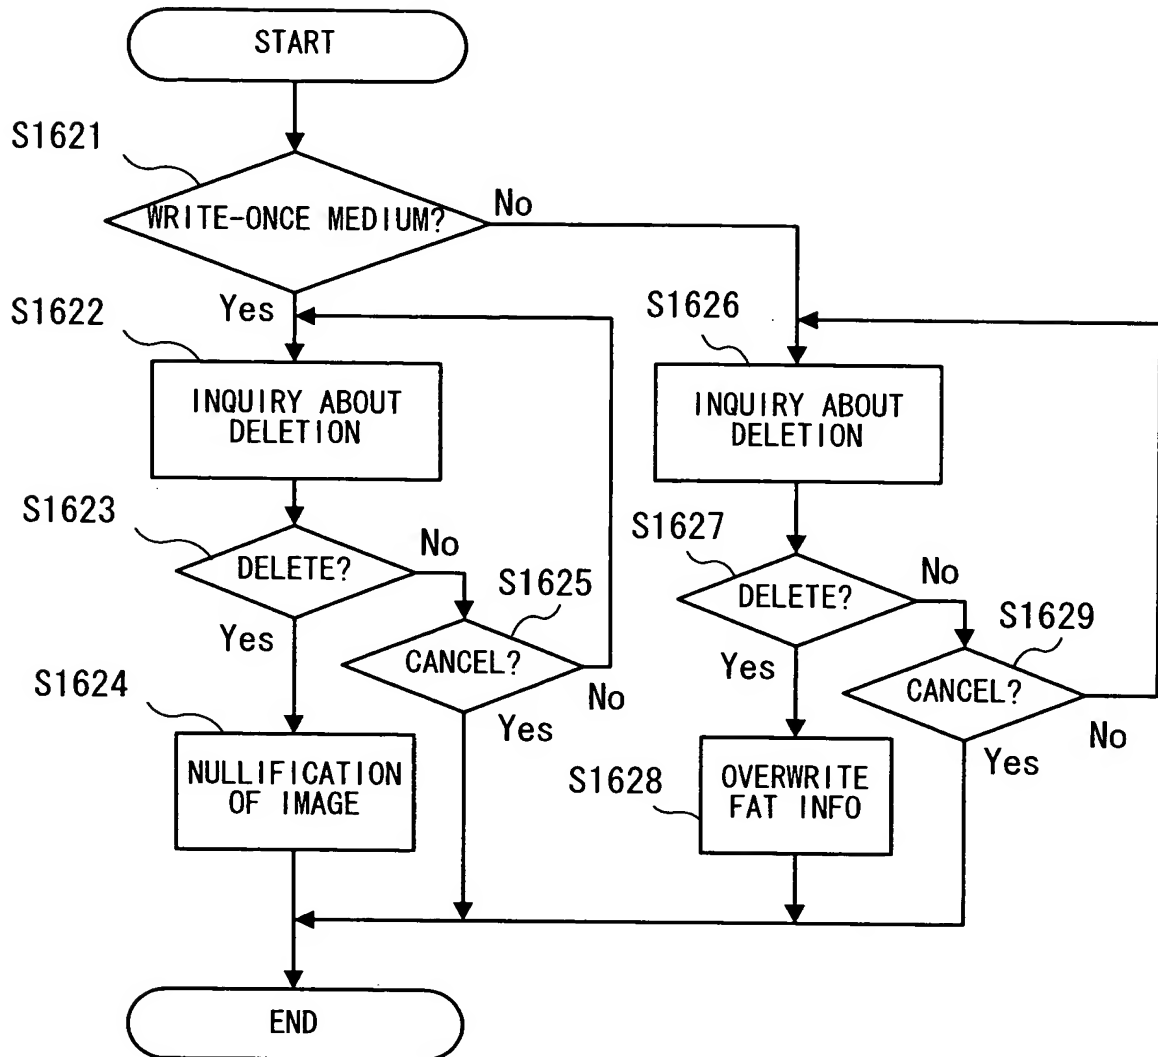 START
S1621
WRITE-ONCE MEDIUM?
No
Yes
S1622
INQUIRY ABOUT
DELETION
S1626
INQUIRY ABOUT
DELETION
S1623
DELETE?
No
S1625
Yes
CANCEL?
No
Yes
S1624
NULLIFICATION
OF IMAGE
S1627
DELETE?
No
S1629
Yes
CANCEL?
No
Yes
S1628
OVERWRITE
FAT INFO
END